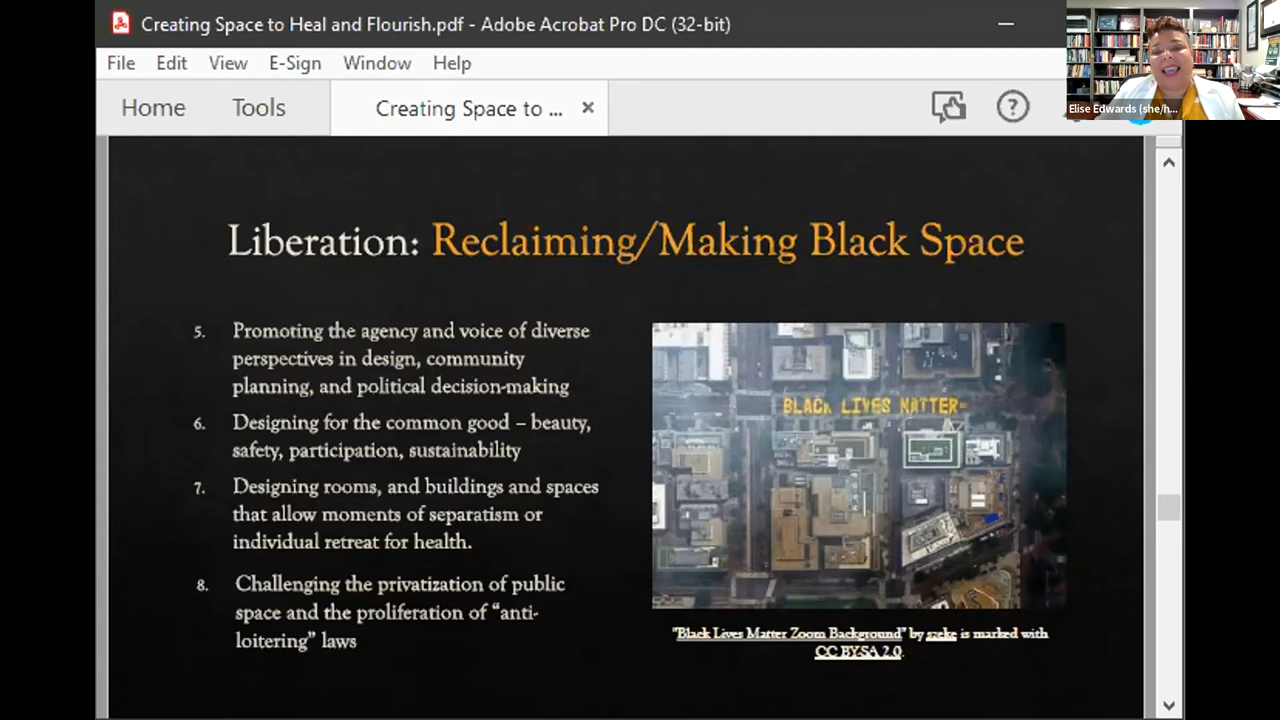 Creating Space to Heal and Flourish.pdf - Adobe Acrobat Pro DC (32-bit)
File Edit View E-Sign Window Help
Home Tools Creating Space to ...
Elise Edwards (she/h...
Liberation: Reclaiming/Making Black Space
5. Promoting the agency and voice of diverse
perspectives in design, community
planning, and political decision-making
6. Designing for the common good – beauty,
safety, participation, sustainability
7. Designing rooms, and buildings and spaces
that allow moments of separatism or
individual retreat for health.
8. Challenging the privatization of public
space and the proliferation of “anti-
loitering” laws
BLACK LIVES MATTER
"Black Lives Matter Zoom Background" by is marked with
CC BY-SA 2.0.